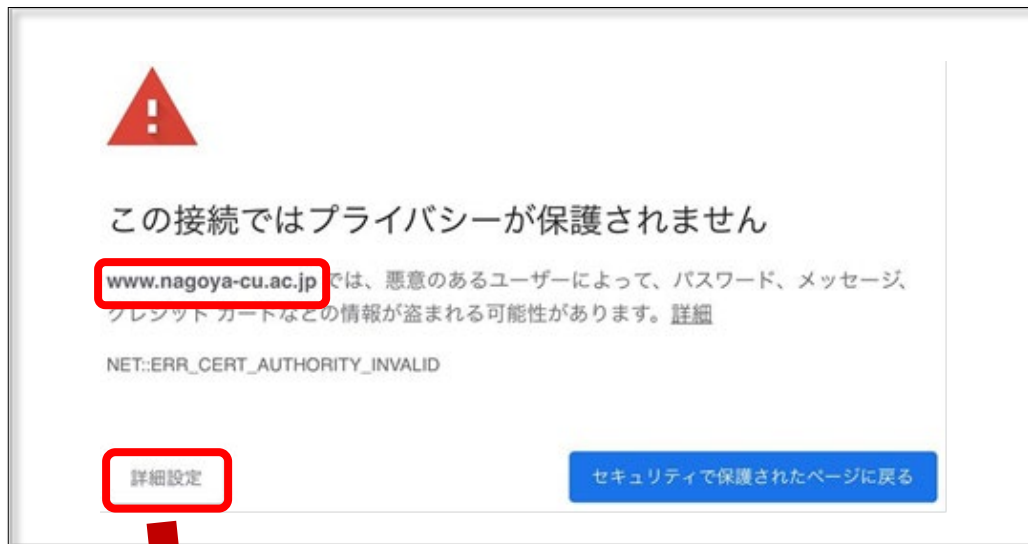 この接続ではプライバシーが保護されません
www.nagoya-cu.ac.jp では、悪意のあるユーザーによって、パスワード、メッセージ、
クレジット カードなどの情報が盗まれる可能性があります。詳細
NET::ERR_CERT_AUTHORITY_INVALID
詳細設定
セキュリティで保護されたページに戻る